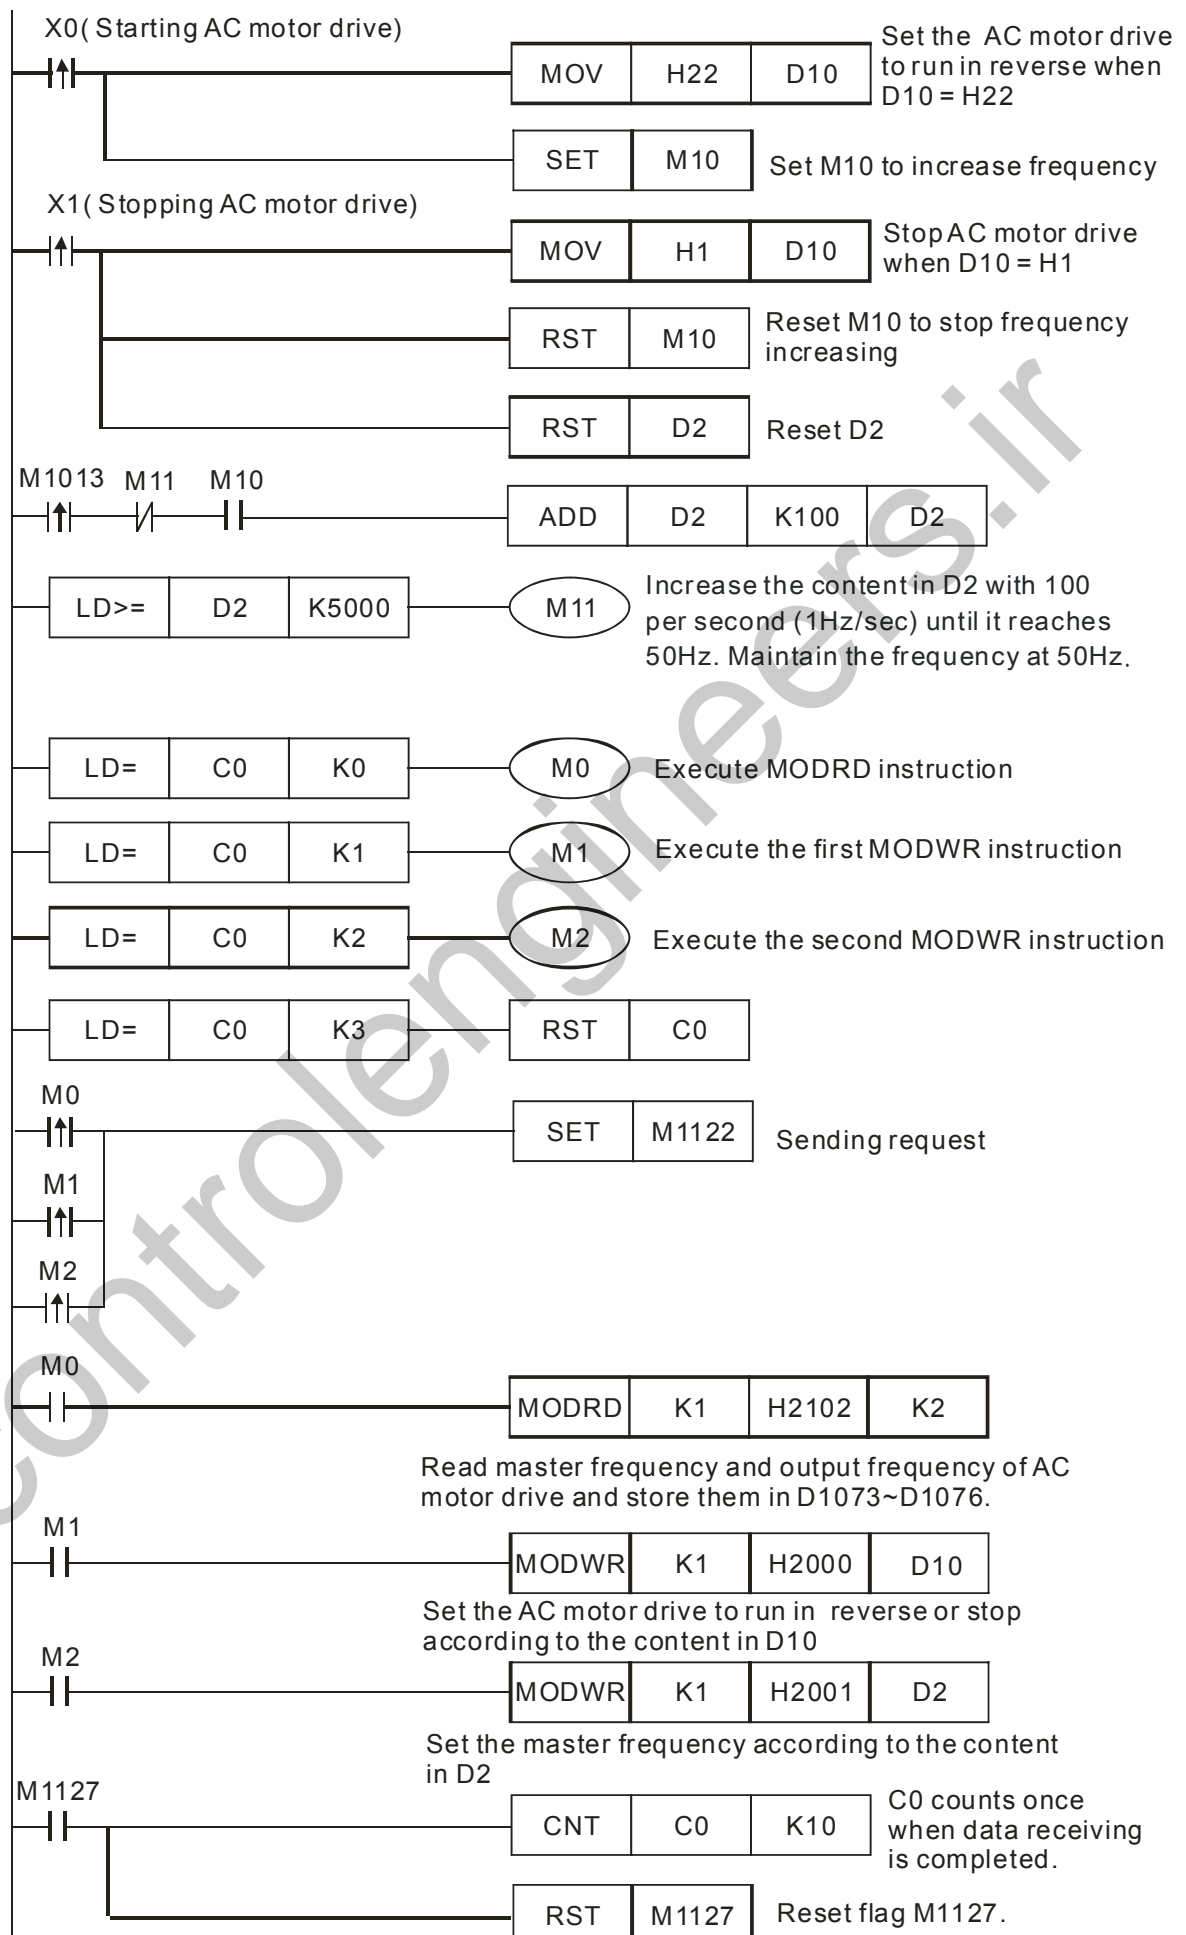 X0( Starting AC motor drive)
MOV H22 D10
Set the AC motor drive
to run in reverse when
D10 = H22
SET M10
Set M10 to increase frequency
X1( Stopping AC motor drive)
MOV H1 D10
Stop AC motor drive
when D10 = H1
RST M10
Reset M10 to stop frequency
increasing
RST D2
Reset D2
M1013 M11 M10
ADD D2 K100 D2
LD>= D2 K5000 M11
Increase the content in D2 with 100
per second (1Hz/sec) until it reaches
50Hz. Maintain the frequency at 50Hz.
LD= C0 K0 M0 Execute MODRD instruction
LD= C0 K1 M1 Execute the first MODWR instruction
LD= C0 K2 M2 Execute the second MODWR instruction
LD= C0 K3 RST C0
M0
SET M1122 Sending request
M1
M2
M0
MODRD K1 H2102 K2
Read master frequency and output frequency of AC
motor drive and store them in D1073~D1076.
M1
MODWR K1 H2000 D10
Set the AC motor drive to run in reverse or stop
according to the content in D10
M2
MODWR K1 H2001 D2
Set the master frequency according to the content
in D2
M1127
CNT C0 K10
C0 counts once
when data receiving
is completed.
RST M1127 Reset flag M1127.
controlengineers.ir